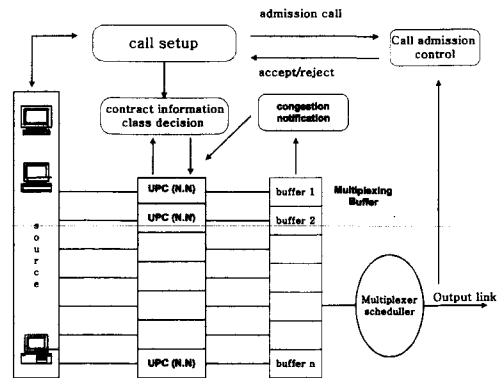 admission call
call setup
Call admission
control
accept/reject
contract information
class decision
congestion
notification
UPC (N.N)
buffer 1
Multiplexing
Buffer
UPC (N.N)
buffer 2
source
Multiplexer
scheduller
Output link
UPC (N.N)
buffer n